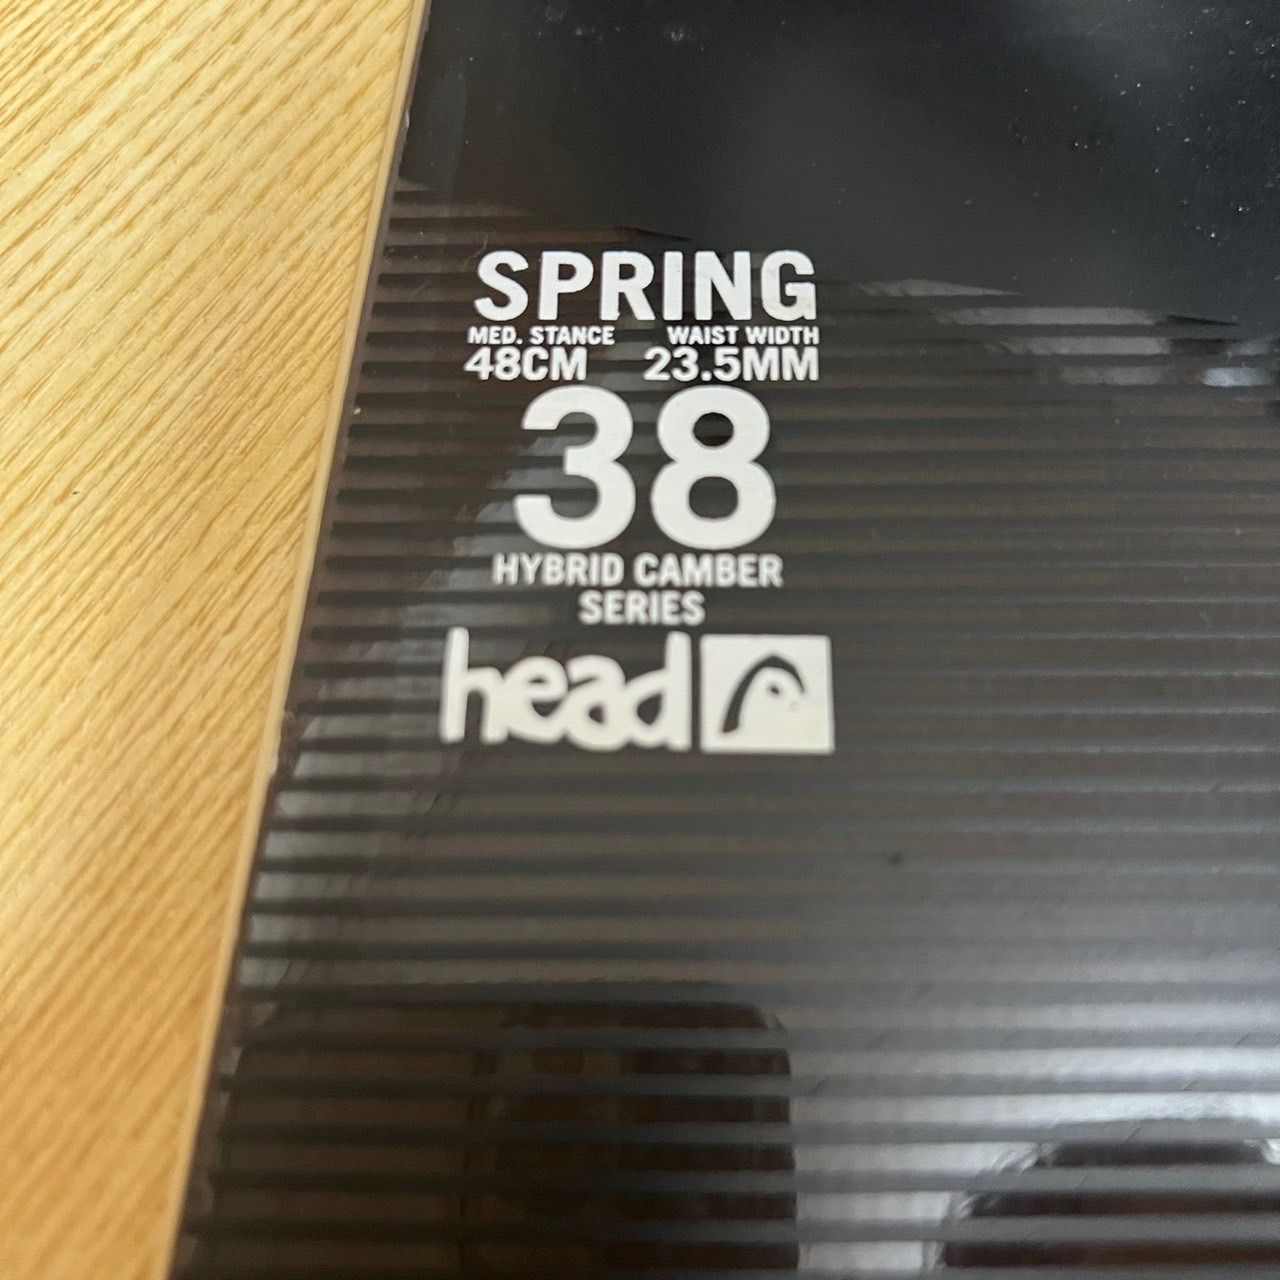 SPRING
MED. STANCE WAIST WIDTH
48CM 23.5MM
38
HYBRID CAMBER
SERIES
head